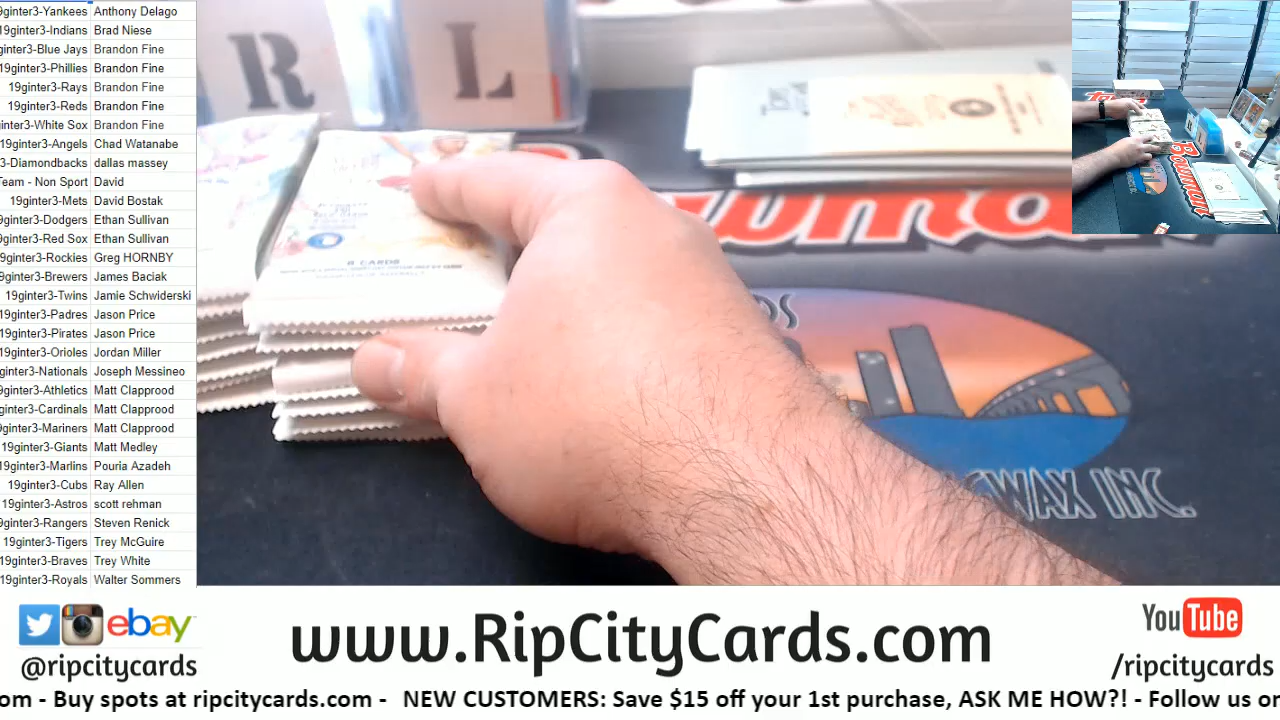 9ginter3-Yankees Anthony Delago
19ginter3-Indians Brad Niese
ginter3-Blue Jays Brandon Fine
19ginter3-Phillies Brandon Fine
19ginter3-Rays Brandon Fine
19ginter3-Reds Brandon Fine
inter3-White Sox Brandon Fine
19ginter3-Angels Chad Watanabe
3-Diamondbacks dallas massey
Team - Non Sport David
19ginter3-Mets David Bostak
9ginter3-Dodgers Ethan Sullivan
9ginter3-Red Sox Ethan Sullivan
19ginter3-Rockies Greg HORNBY
9ginter3-Brewers James Baciak
19ginter3-Twins Jamie Schwiderski
19ginter3-Padres Jason Price
19ginter3-Pirates Jason Price
19ginter3-Orioles Jordan Miller
ginter3-Nationals Joseph Messineo
9ginter3-Athletics Matt Clapprood
ginter3-Cardinals Matt Clapprood
9ginter3-Mariners Matt Clapprood
19ginter3-Giants Matt Medley
19ginter3-Marlins Pouria Azadeh
19ginter3-Cubs Ray Allen
19ginter3-Astros scott rehman
9ginter3-Rangers Steven Renick
19ginter3-Tigers Trey McGuire
19ginter3-Braves Trey White
19ginter3-Royals Walter Sommers
R L
8 CARDS
wma
DS
WAX INC.
Bowman
ebay
@ripcitycards
www.RipCityCards.com
YouTube
/ripcitycards
om - Buy spots at ripcitycards.com - NEW CUSTOMERS: Save $15 off your 1st purchase, ASK ME HOW?! - Follow us or